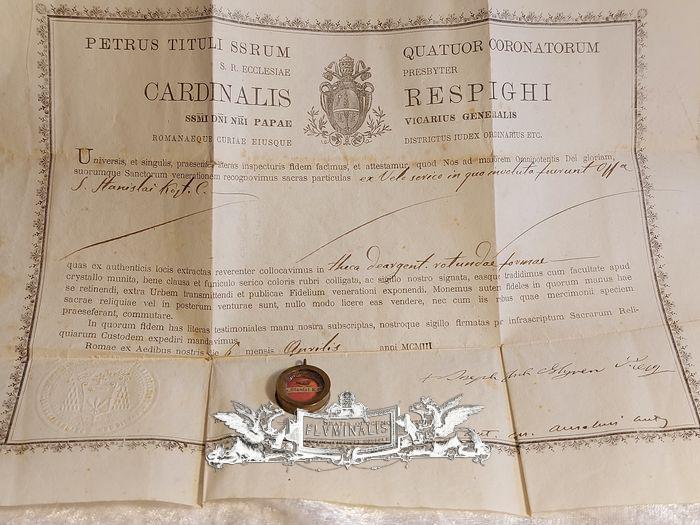 PETRUS TITULI SSRUM QUATUOR CORONATORUM
S. R. ECCLESIAE PRESBYTER
CARDINALIS RESPIGHI
SSMI DÑI NRI PAPAE VICARIUS GENERALIS
ROMANAEQUE CURIAE EIUSQUE DISTRICTUS IUDEX ORDINARIUS ETC.
Universis, et singulis, praesentes literas inspecturis fidem facimus, et attestamur, quod Nos ad maiorem Omnipotentis Dei gloriam,
suorumque Sanctorum venerationem recognovimus sacras particulas ex Velo serico in quo involuta fuerunt Ossa
S. Stanislai C.
quas ex authenticis locis extractas reverenter collocavimus in theca deargent. rotundae formae
crystallo munita, bene clausa et funiculo serico coloris rubri colligata, ac sigillo nostro signata, easque tradidimus cum facultate apud
se retinendi, extra Urbem transmittendi et publicae Fidelium venerationi exponendi. Monemus autem fideles in quorum manus hae
sacrae reliquiae vel in posterum venturae sunt, nullo modo licere eas vendere, nec cum iis rebus quae mercimonii speciem
praeseferant, commutare.
In quorum fidem has literas testimoniales manu nostra subscriptas, nostroque sigillo firmatas per infrascriptum Sacrarum Reli-
quiarum Custodem expediri mandavimus.
Romae ex Aedibus nostris die 6 mensis Aprilis anni MCMIII
FLVMINALIS